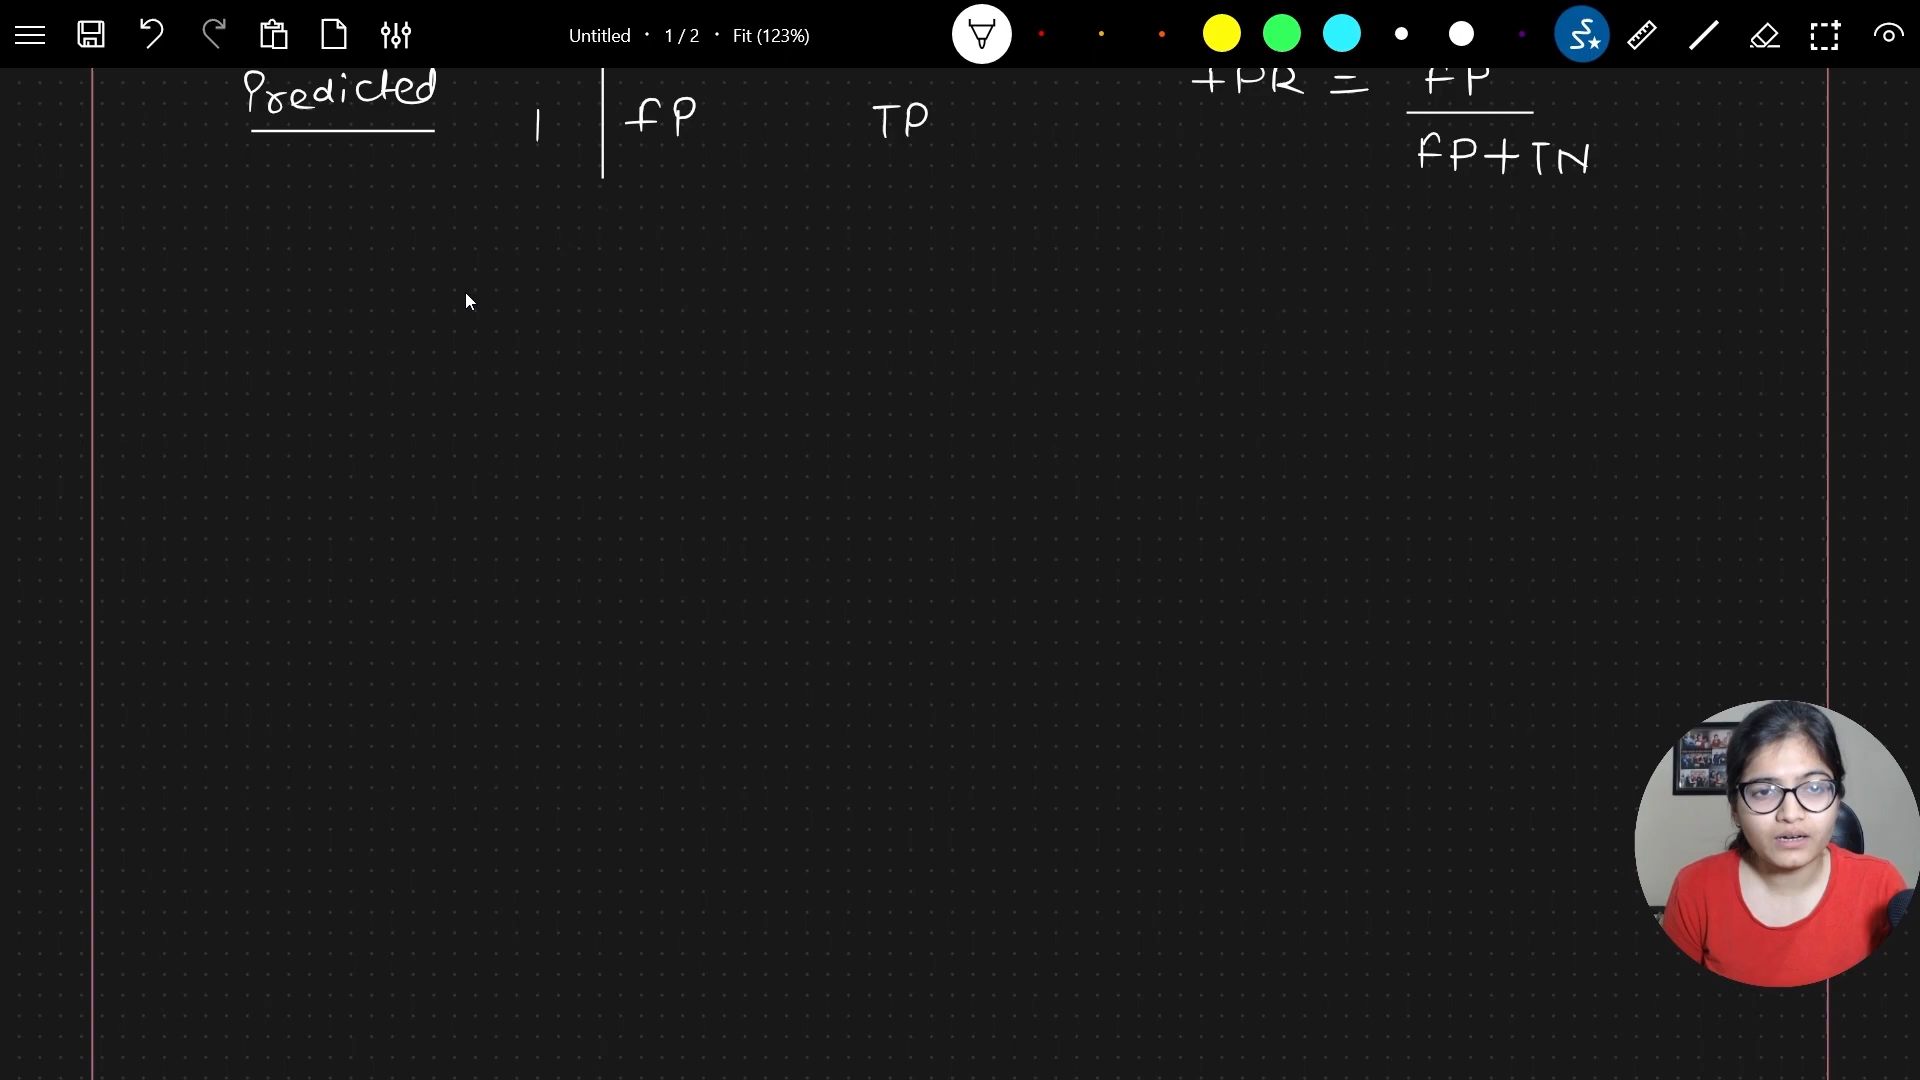 Untitled • 1 / 2 • Fit (123%)
Predicted 1 FP TP
FPR = FP
FP+TN